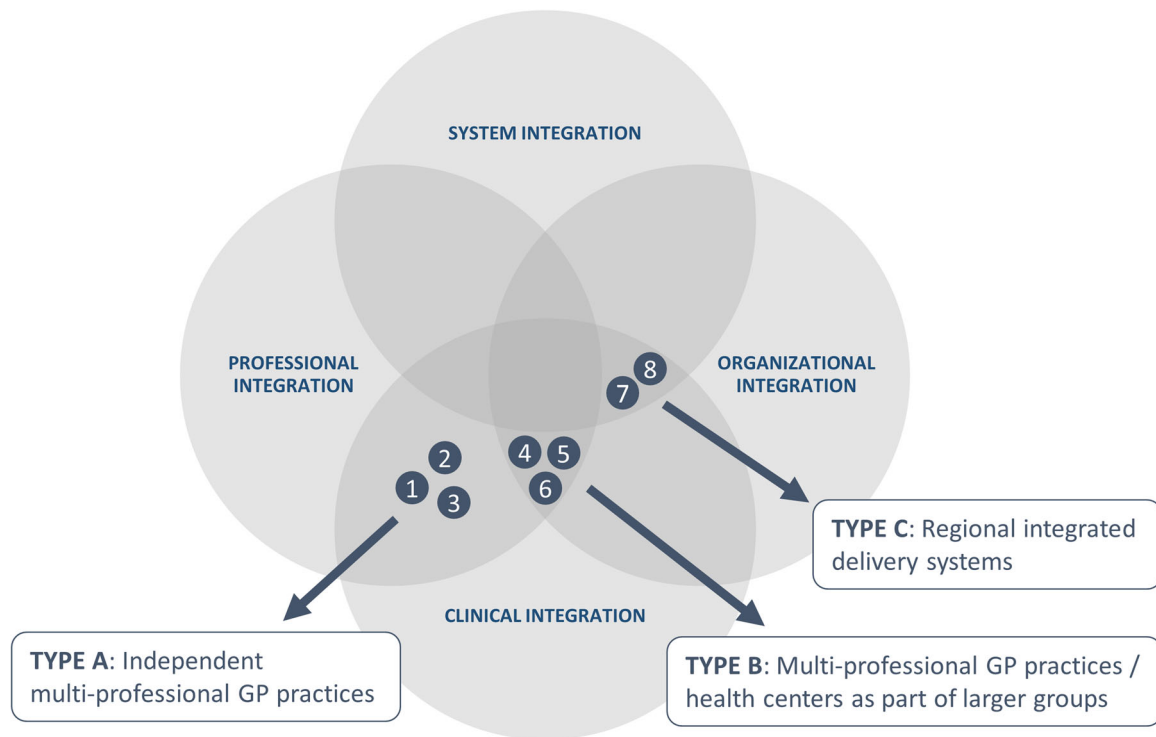 SYSTEM INTEGRATION
PROFESSIONAL
INTEGRATION
ORGANIZATIONAL
INTEGRATION
8
7
2
1
3
4
5
6
CLINICAL INTEGRATION
TYPE C: Regional integrated
delivery systems
TYPE A: Independent
multi-professional GP practices
TYPE B: Multi-professional GP practices /
health centers as part of larger groups